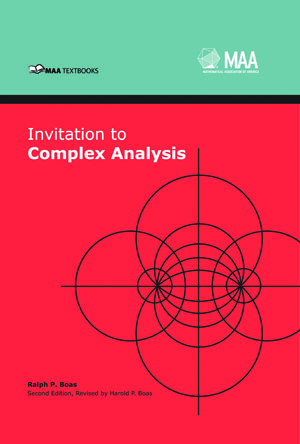 MAA TEXTBOOKS
MAA
MATHEMATICAL ASSOCIATION OF AMERICA
Invitation to
Complex Analysis
Ralph P. Boas
Second Edition, Revised by Harold P. Boas